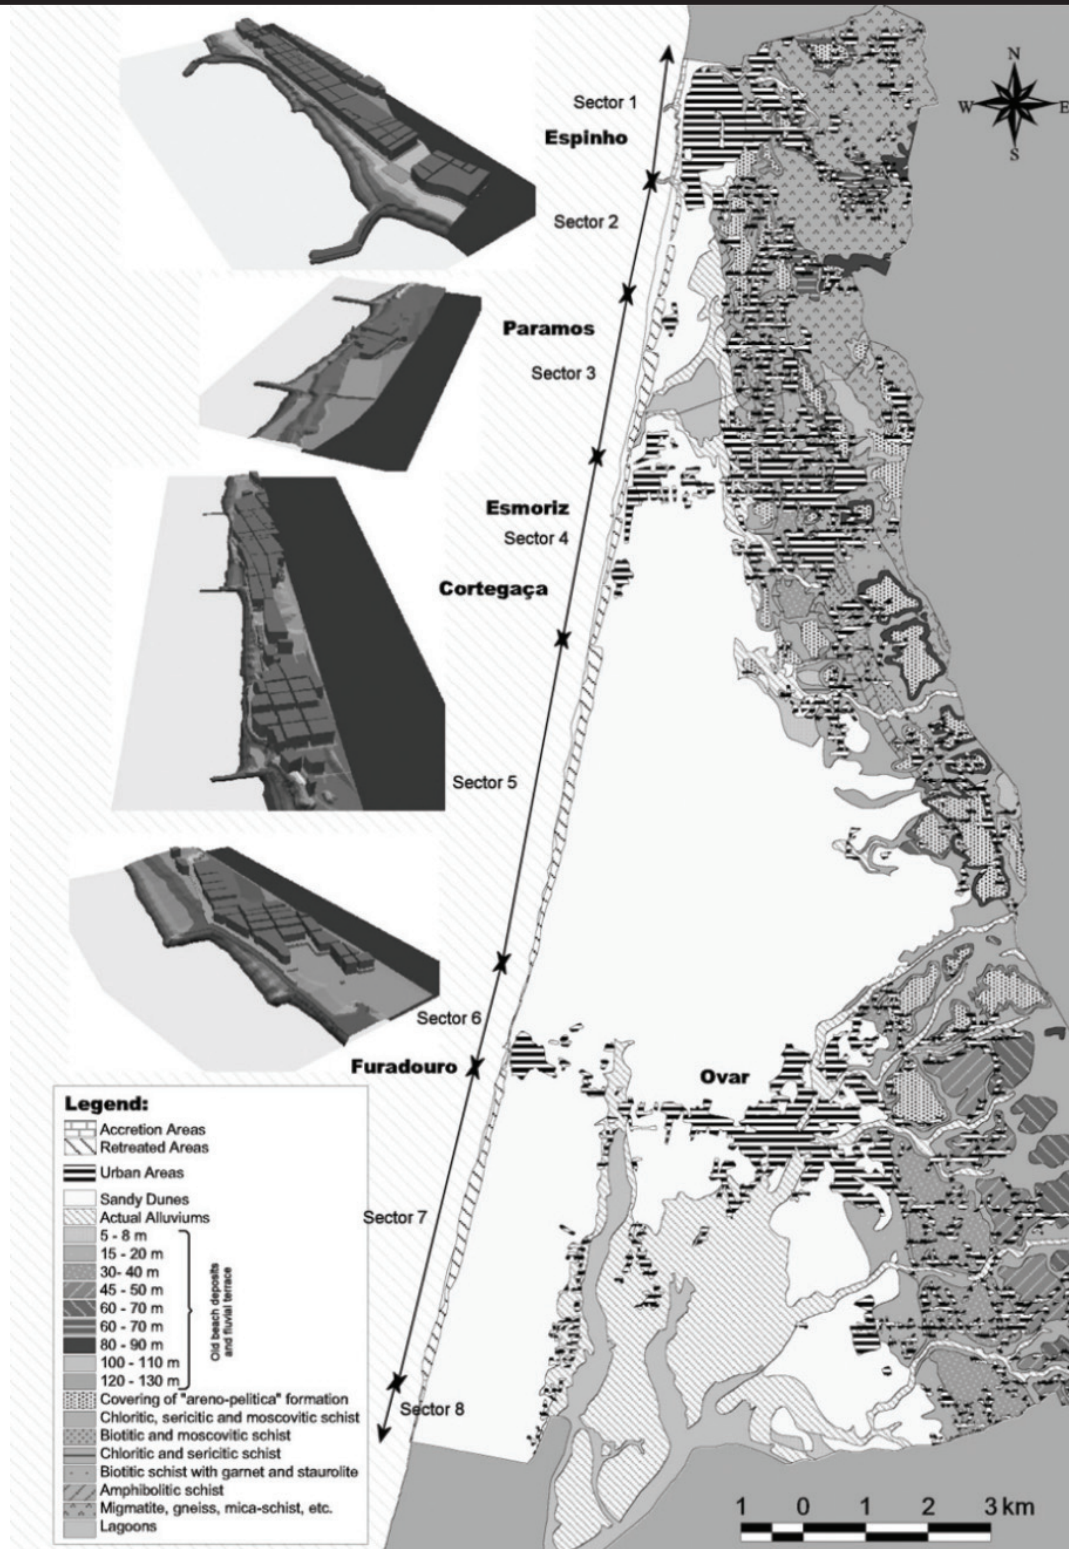 N
W
E
S
Sector 1
Espinho
Sector 2
Paramos
Sector 3
Esmoriz
Sector 4
Cortegaça
Sector 5
Sector 6
Furadouro
Ovar
Sector 7
Sector 8
Legend:
Accretion Areas
Retreated Areas
Urban Areas
Sandy Dunes
Actual Alluviums
5 - 8 m
15 - 20 m
30- 40 m
45 - 50 m
60 - 70 m
60 - 70 m
80 - 90 m
100 - 110 m
120 - 130 m
Old beach deposits
and fluvial terrace
Covering of "areno-pelitica" formation
Chloritic, sericitic and moscovitic schist
Biotitic and moscovitic schist
Chloritic and sericitic schist
Biotitic schist with garnet and staurolite
Amphibolitic schist
Migmatite, gneiss, mica-schist, etc.
Lagoons
1 0 1 2 3 km